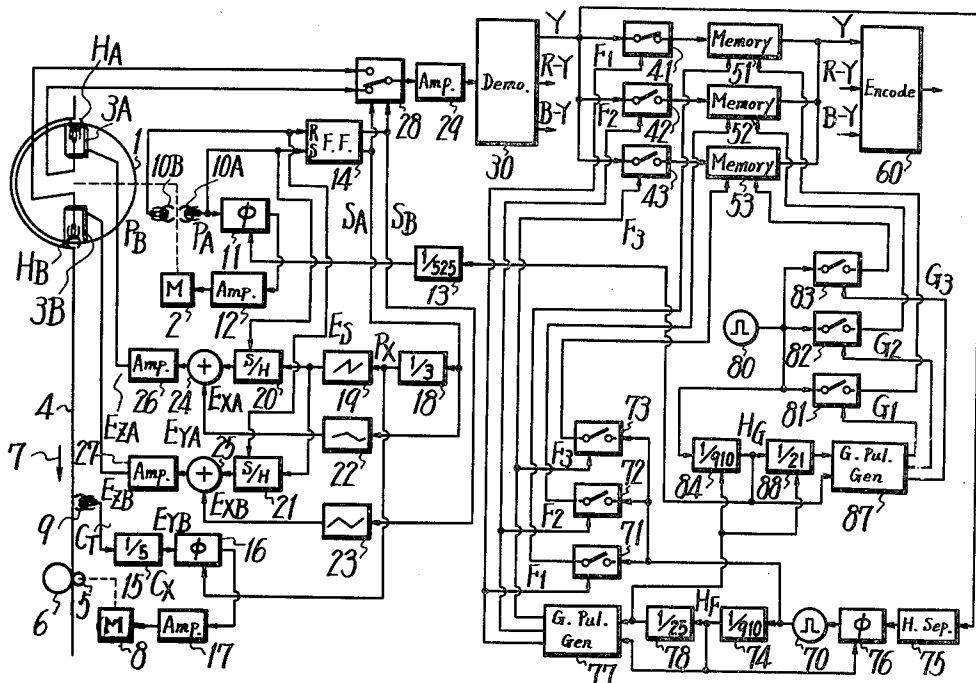 HA
3A
1
10B
10A
PB
PA
HB
3B
φ
11
M
2
Amp.
12
R
S
F.F.
14
SA
SB
28
Amp.
29
Demo.
30
Y
R-Y
B-Y
F1
F2
F3
41
42
43
Memory
51
Memory
52
Memory
53
Y
R-Y
B-Y
Encode
60
1/525
13
4
7
Amp.
26
+
24
S/H
20
ES
19
PX
1/3
18
EXA
EYA
EZA
22
27
Amp.
25
+
S/H
21
EZB
EXB
23
9
CT
1/5
15
EYB
CX
φ
16
6
5
M
8
Amp.
17
80
83
82
81
G3
G2
G1
1/910
84
HG
1/21
88
G. Pul. Gen
87
73
72
71
F3
F2
F1
G. Pul. Gen
77
1/25
78
HF
1/910
74
70
φ
76
H. Sep.
75